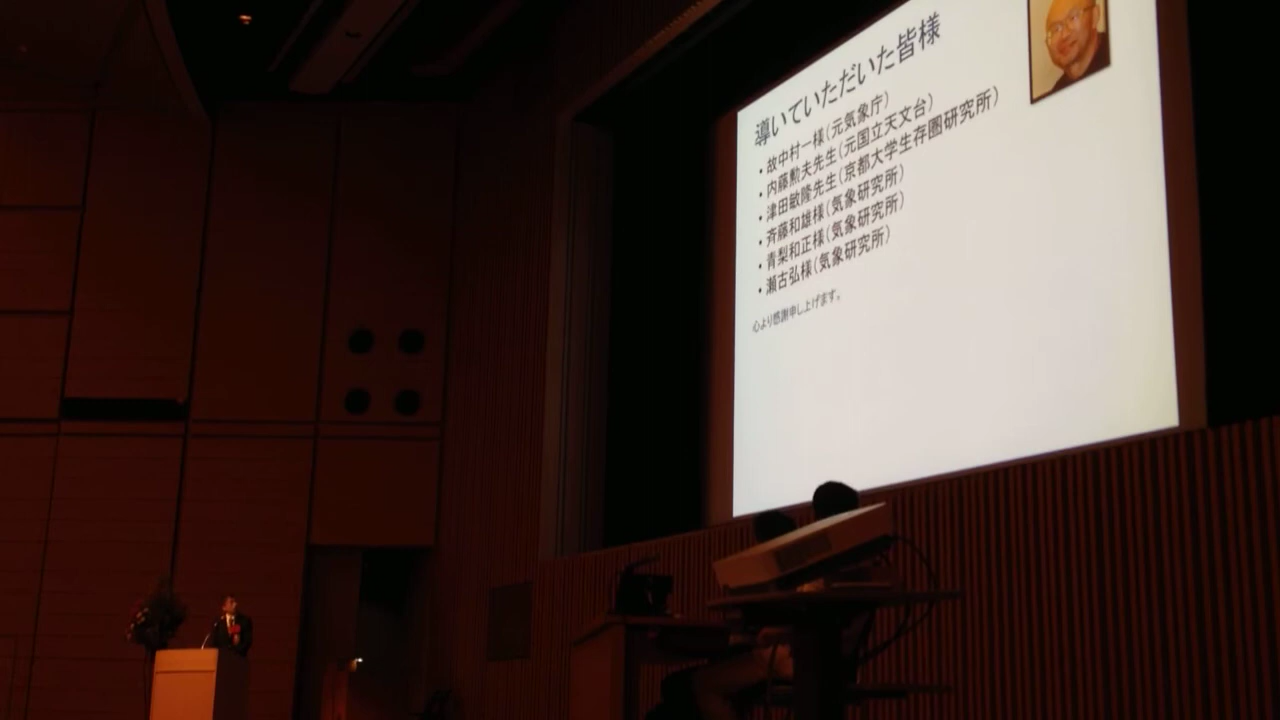 導いていただいた皆様
・故中村一様（元気象庁）
・内藤勲夫先生（元国立天文台）
・津田敏隆先生（京都大学生存圏研究所）
・斉藤和雄様（気象研究所）
・青梨和正様（気象研究所）
・瀬古弘様（気象研究所）
心より感謝申し上げます。